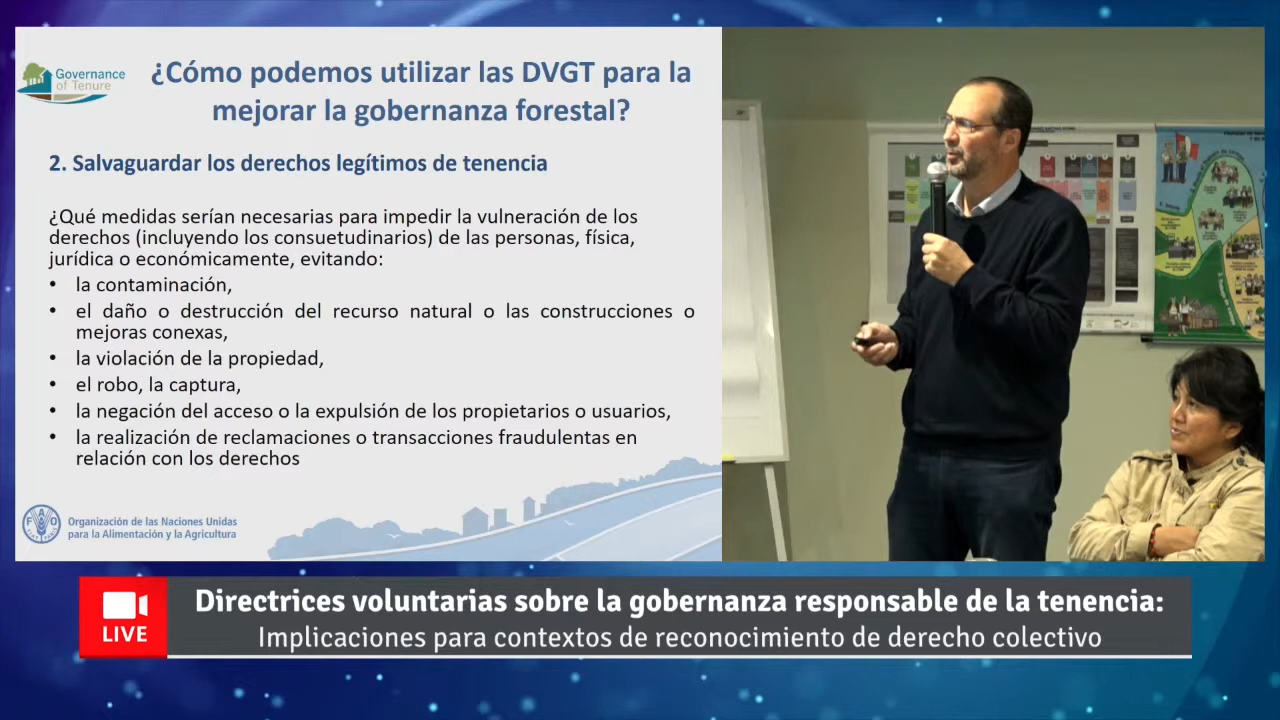 Governance
of Tenure
¿Cómo podemos utilizar las DVGT para la
mejorar la gobernanza forestal?
2. Salvaguardar los derechos legítimos de tenencia
¿Qué medidas serían necesarias para impedir la vulneración de los
derechos (incluyendo los consuetudinarios) de las personas, física,
jurídica o económicamente, evitando:
• la contaminación,
• el daño o destrucción del recurso natural o las construcciones o
mejoras conexas,
• la violación de la propiedad,
• el robo, la captura,
• la negación del acceso o la expulsión de los propietarios o usuarios,
• la realización de reclamaciones o transacciones fraudulentas en
relación con los derechos
Organización de las Naciones Unidas
para la Alimentación y la Agricultura
LIVE
Directrices voluntarias sobre la gobernanza responsable de la tenencia:
Implicaciones para contextos de reconocimiento de derecho colectivo